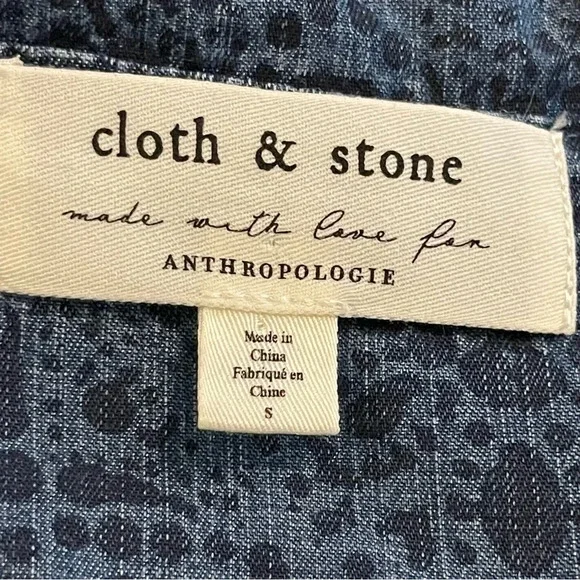 cloth & stone
made with love for
ANTHROPOLOGIE
Made in
China
Fabriqué en
Chine
S